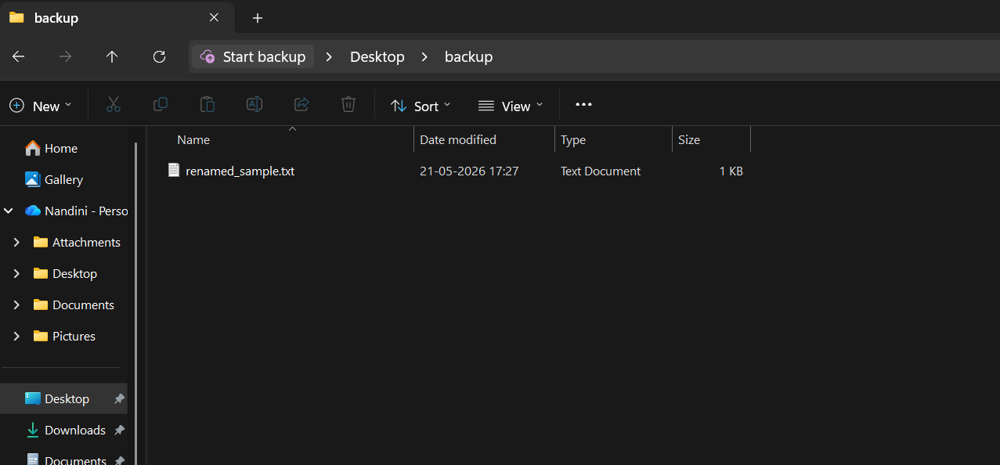 backup
Start backup Desktop backup
New Sort View
Name Date modified Type Size
renamed_sample.txt 21-05-2026 17:27 Text Document 1 KB
Home
Gallery
Nandini - Perso
Attachments
Desktop
Documents
Pictures
Desktop
Downloads
Documents